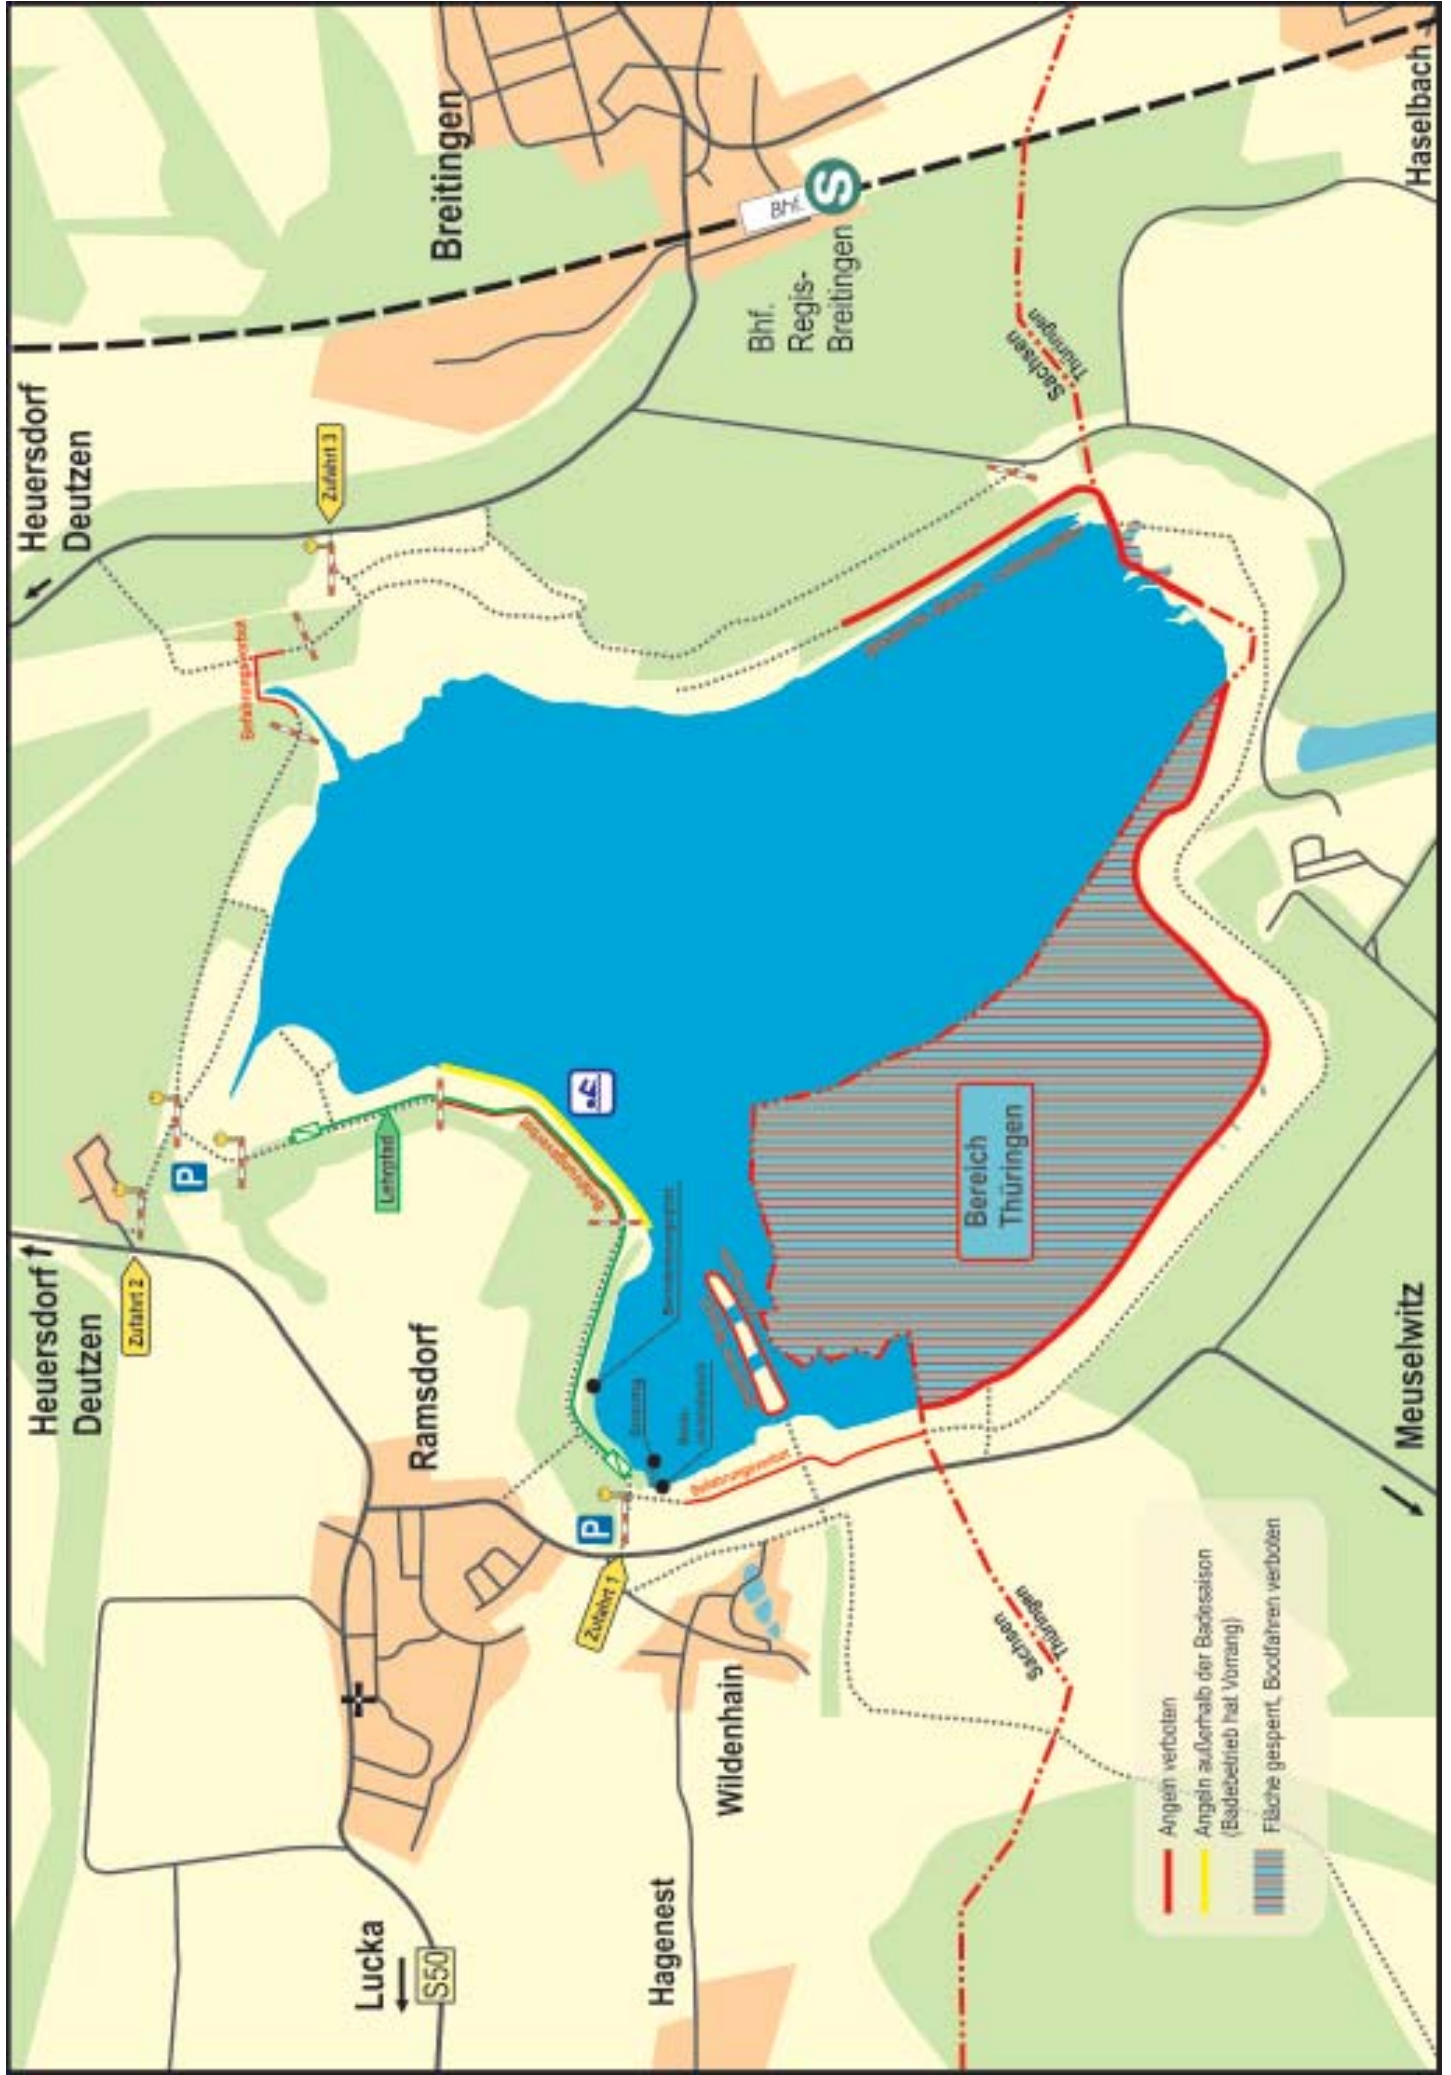 Heuersdorf
Deutzen
Zufahrt 2
Heuersdorf
Deutzen
Zufahrt 3
Befahrungsverbot
Breitingen
Bhf.
S
Bhf.
Regis-
Breitingen
P
Lehrpfad
Befahrungsverbot
Ramsdorf
Lucka
S50
P
Zufahrt 1
Befahrungsverbot
Wildenhain
Hagenest
Bereich
Thüringen
Sachsen
Thüringen
Sachsen
Thüringen
Haselbach
Meuselwitz
Angeln verboten
Angeln außerhalb der Badesaison
(Badebetrieb hat Vorrang)
Fläche gesperrt, Bootfahren verboten